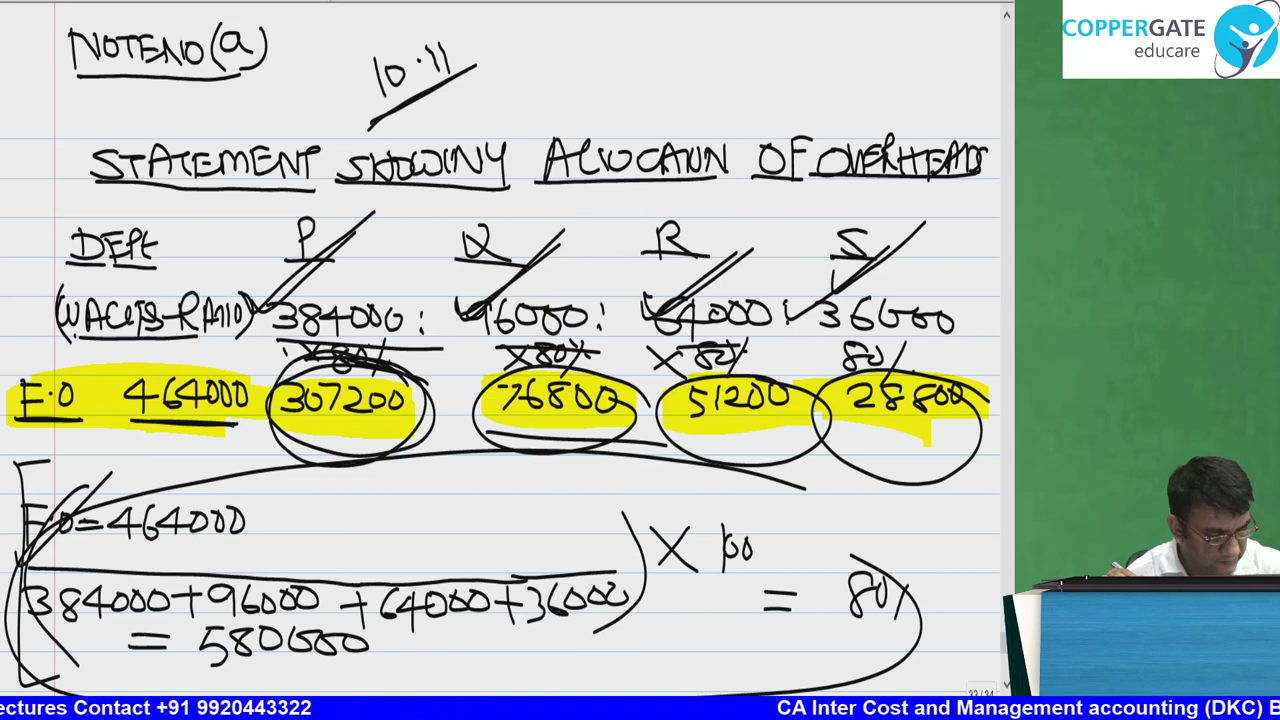 NOTE NO (a)
COPPERGATE
educare
10.11
STATEMENT SHOWING ALLOCATION OF OVERHEADS
DEPT P Q R S
(WAGES RATIO) 384000 : 96000 : 64000 : 36000
X 80% X 80% X 80% 80%
F.O 464000 307200 76800 51200 28800
F.O = 464000
X 100
384000+96000+64000+36000
= 80%
= 580000
33/34
ectures Contact +91 9920443322 CA Inter Cost and Management accounting (DKC) B